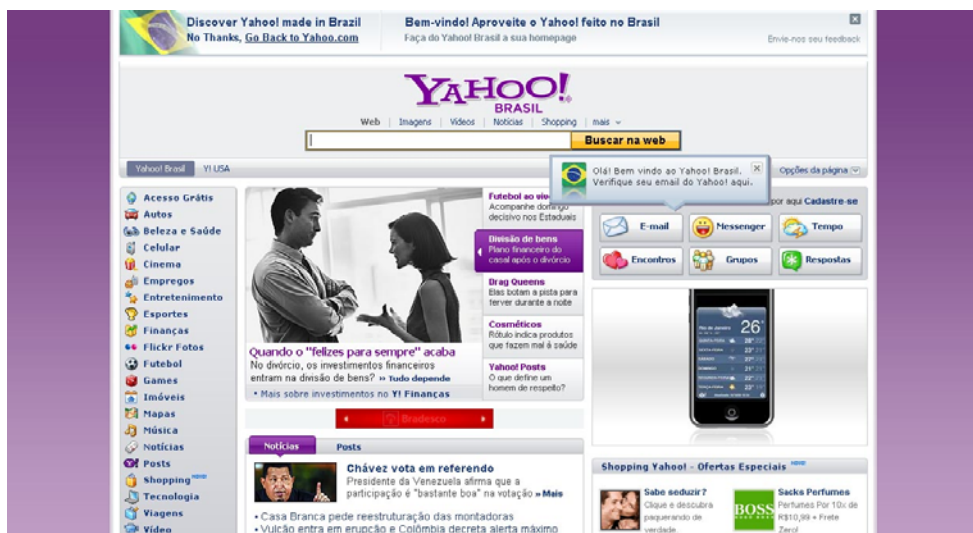 Discover Yahoo! made in Brazil
No Thanks, Go Back to Yahoo.com
Bem-vindo! Aproveite o Yahoo! feito no Brasil
Faça do Yahoo! Brasil a sua homepage
Envie-nos seu feedback
YAHOO!
BRASIL
Web | Imagens | Vídeos | Notícias | Shopping | mais
Buscar na web
Yahoo! Brasil Y! USA
Olá! Bem vindo ao Yahoo! Brasil.
Verifique seu email do Yahoo! aqui.
Opções da página
Acesso Grátis
Autos
Beleza e Saúde
Celular
Cinema
Empregos
Entretenimento
Esportes
Finanças
Flickr Fotos
Futebol
Games
Imóveis
Mapas
Música
Notícias
Posts
Shopping
Tecnologia
Viagens
Vídeo
Quando o "felizes para sempre" acaba
No divórcio, os investimentos financeiros
entram na divisão de bens? » Tudo depende
• Mais sobre investimentos no Y! Finanças
Futebol ao
Acompanhe domingo
decisivo nos Estaduais
Divisão de bens
Plano financeiro do
casal após o divórcio
Drag Queens
Elas botam a pista para
ferver durante a noite
Cosméticos
Rótulo indica produtos
que fazem mal à saúde
Yahoo! Posts
O que define um
homem de respeito?
Bradesco
Notícias Posts
Chávez vota em referendo
Presidente da Venezuela afirma que a
participação é "bastante boa" na votação » Mais
• Casa Branca pede reestruturação das montadoras
• Vulcão entra em erupção e Colômbia decreta alerta máximo
por aqui Cadastre-se
E-mail
Messenger
Tempo
Encontros
Grupos
Respostas
26°
Shopping Yahoo! - Ofertas Especiais
Sabe seduzir?
Clique e descubra
paquerando de
verdade.
BOSS
Sacks Perfumes
Perfumes Por 10x de
R$10,99 + Frete
Zero!